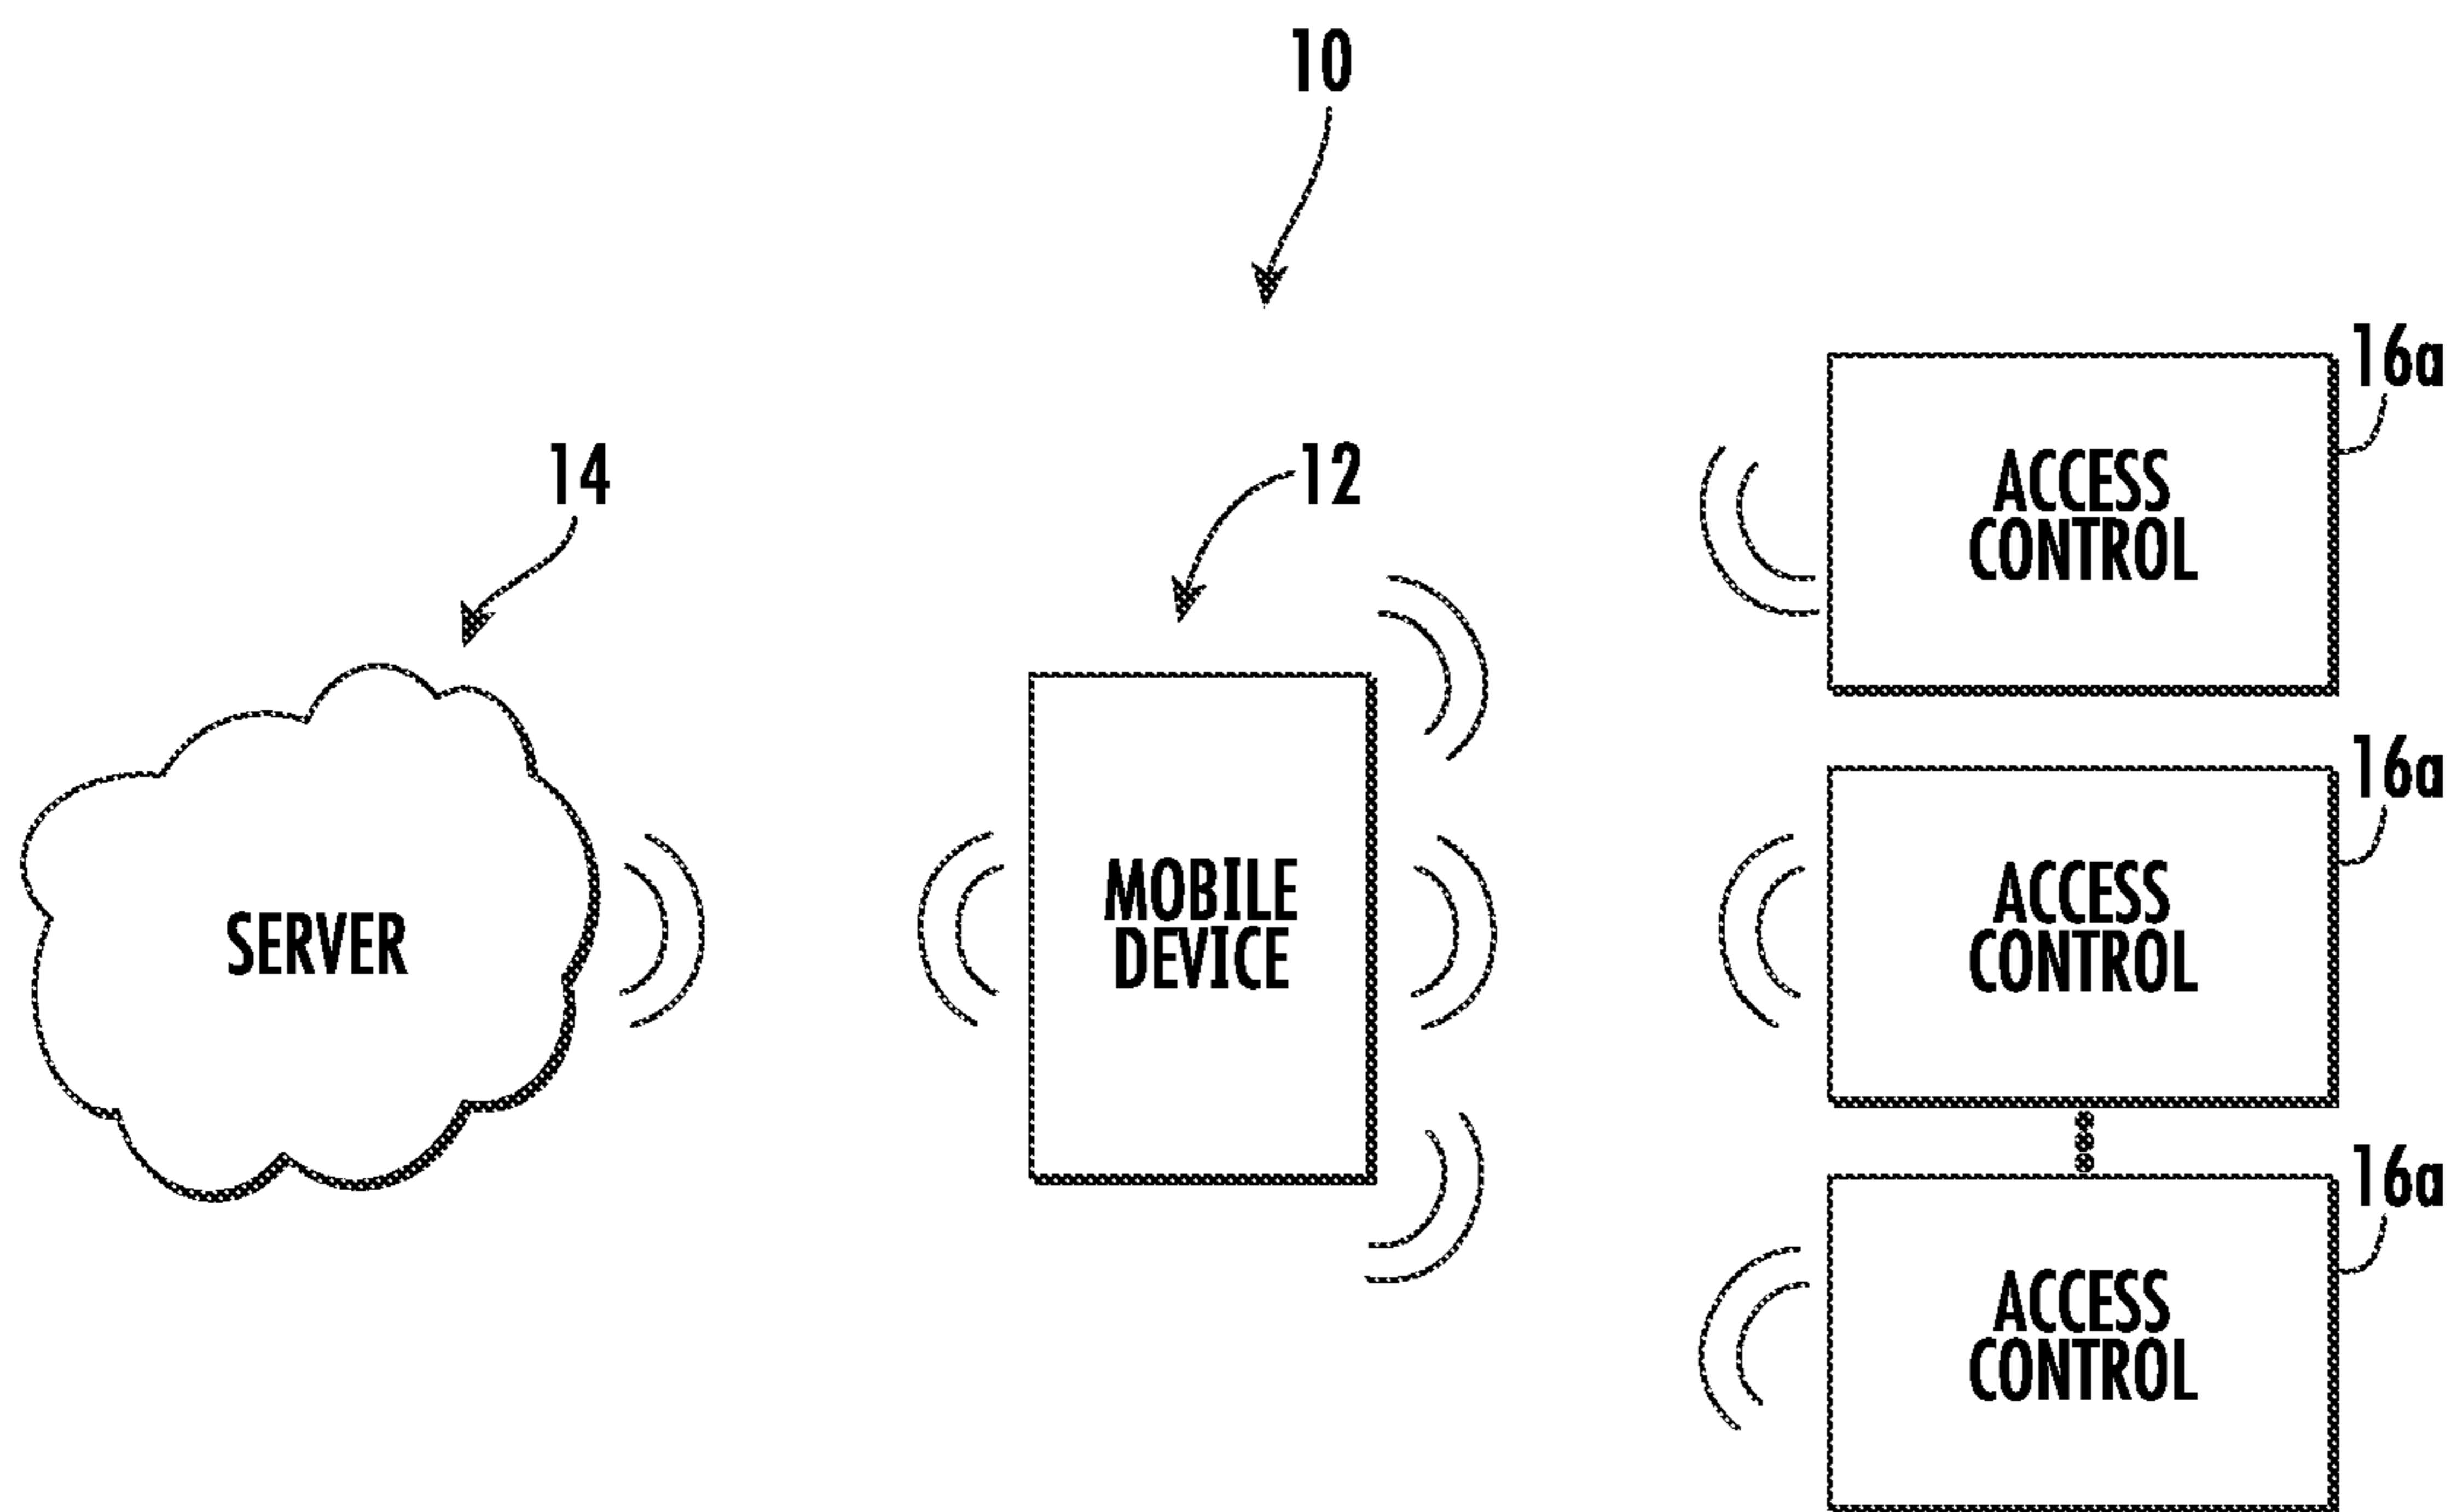 10
16a
14
12
ACCESS
CONTROL
16a
MOBILE
DEVICE
ACCESS
CONTROL
SERVER
16a
ACCESS
CONTROL